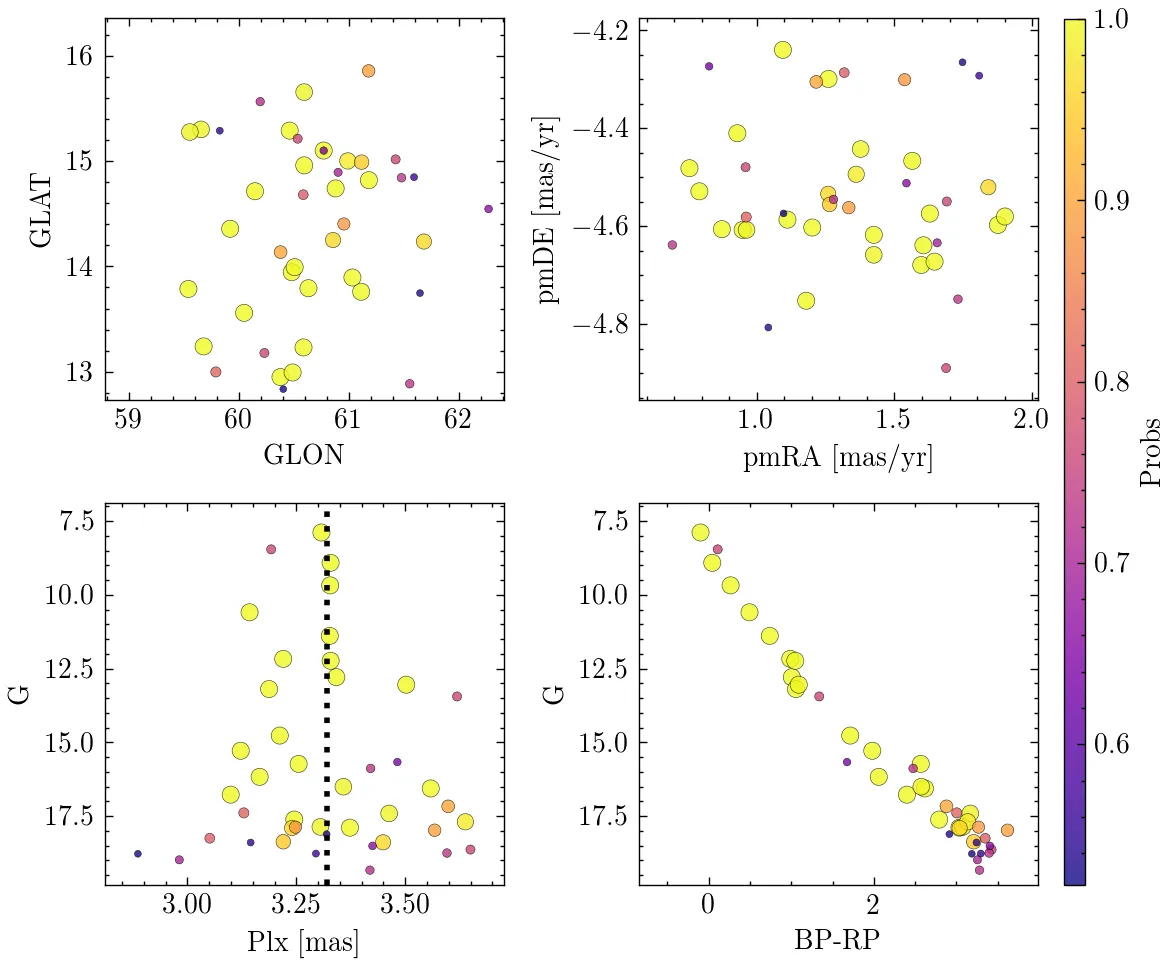 16
15
14
13
GLAT
59 60 61 62
GLON
−4.2
−4.4
−4.6
−4.8
pmDE [mas/yr]
1.0 1.5 2.0
pmRA [mas/yr]
7.5
10.0
12.5
15.0
17.5
G
3.00 3.25 3.50
Plx [mas]
7.5
10.0
12.5
15.0
17.5
G
0 2
BP-RP
1.0
0.9
0.8
0.7
0.6
Probs